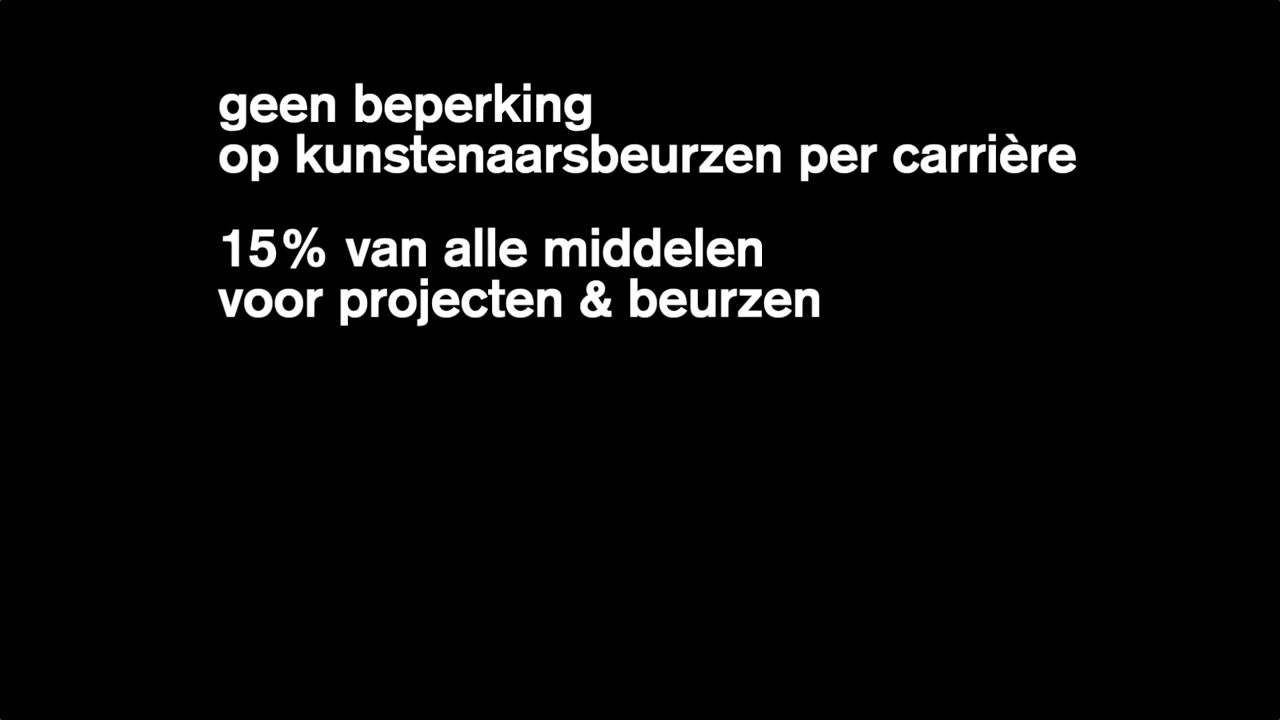 geen beperking
op kunstenaarsbeurzen per carrière
15% van alle middelen
voor projecten & beurzen